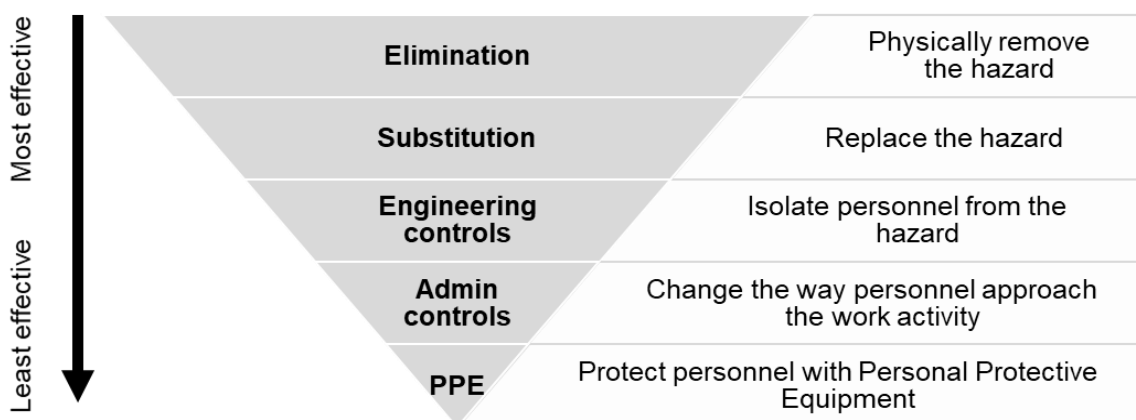 Most effective
Least effective
Elimination
Physically remove
the hazard
Substitution
Replace the hazard
Engineering
controls
Isolate personnel from the
hazard
Admin
controls
Change the way personnel approach
the work activity
PPE
Protect personnel with Personal Protective
Equipment